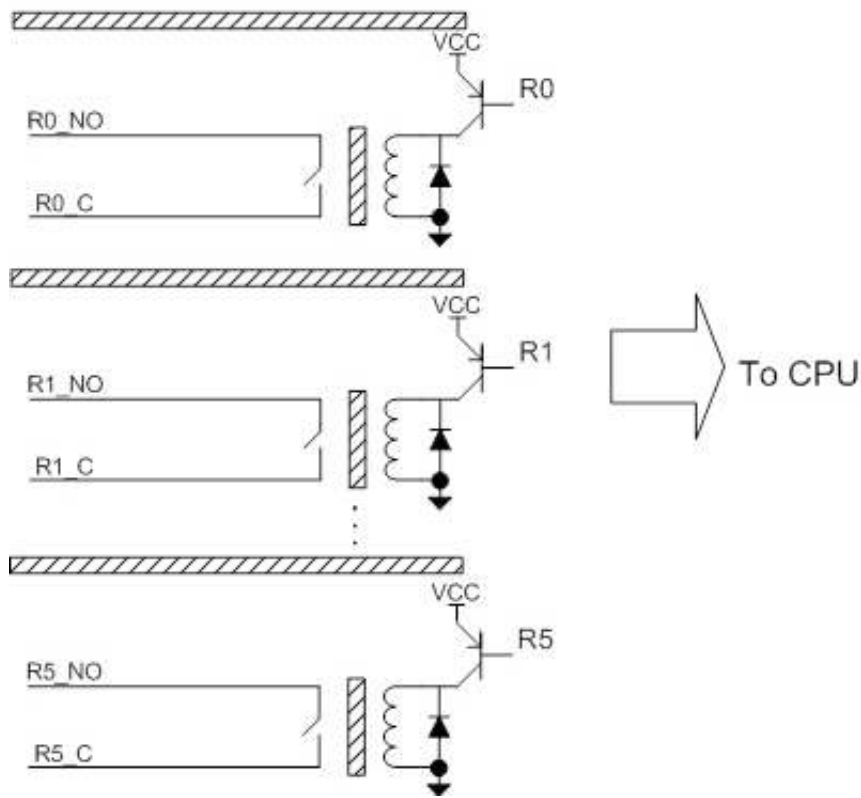 VCC
R0
R0_NO
R0_C
VCC
R1
R1_NO
To CPU
R1_C
VCC
R5
R5_NO
R5_C